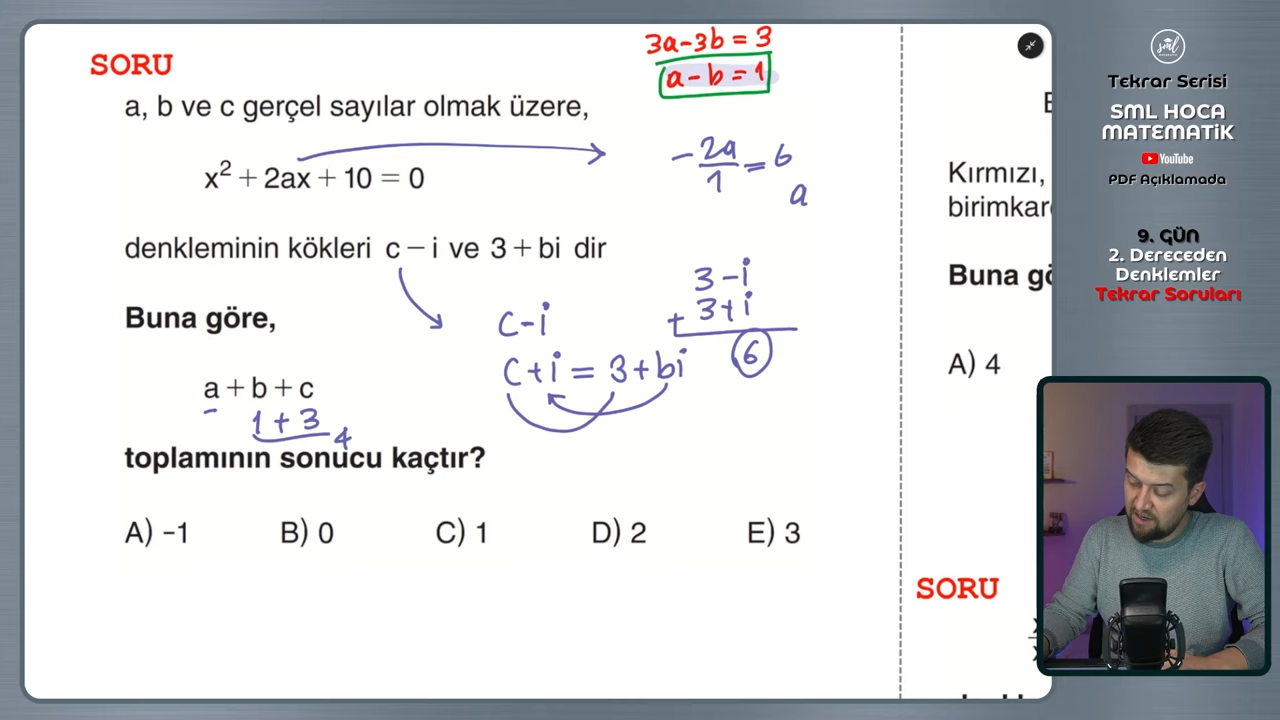 3a-3b = 3
a-b = 1
SORU
a, b ve c gerçel sayılar olmak üzere,
x² + 2ax + 10 = 0
-2a/1 = 6
a
denkleminin kökleri c − i ve 3 + bi dir
3-i
+ 3+i
6
Buna göre,
c-i
c+i = 3+bi
a + b + c
1 + 3
4
toplamının sonucu kaçtır?
A) −1
B) 0
C) 1
D) 2
E) 3
Kırmızı,
birimkar
Buna gö
A) 4
SORU
sml
Tekrar Serisi
SML HOCA
MATEMATİK
YouTube
PDF Açıklamada
9. GÜN
2. Dereceden
Denklemler
Tekrar Soruları